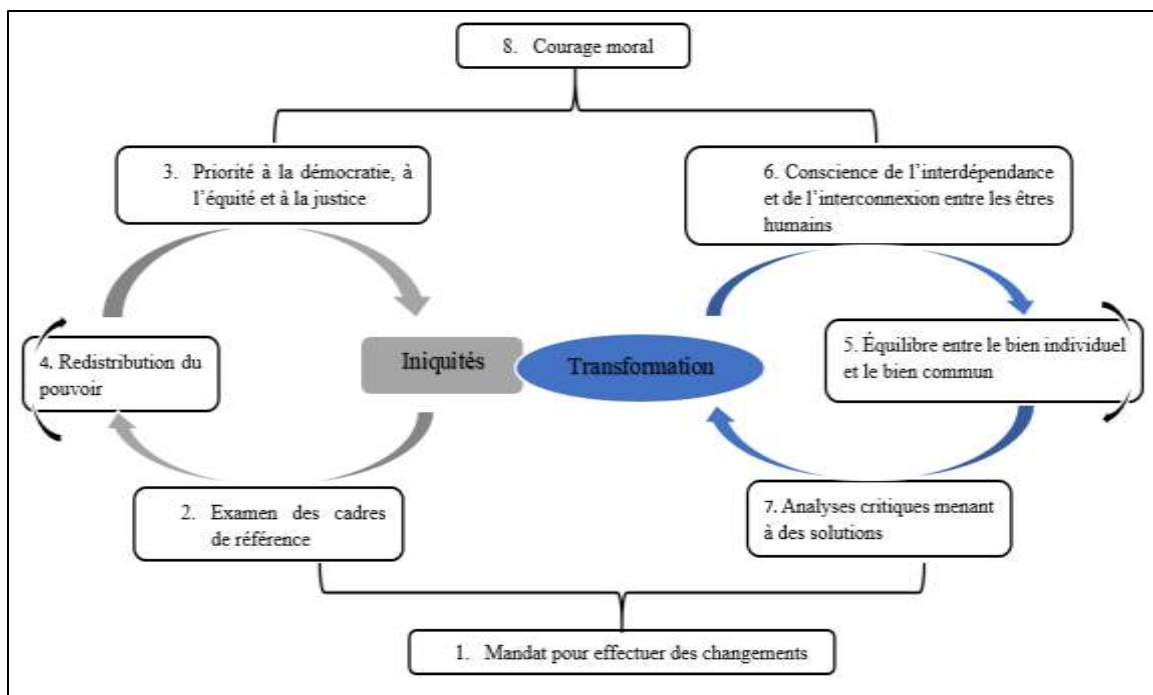 8. Courage moral
3. Priorité à la démocratie, à
l’équité et à la justice
6. Conscience de l’interdépendance
et de l’interconnexion entre les êtres
humains
4. Redistribution du
pouvoir
Iniquités
Transformation
5. Équilibre entre le bien individuel
et le bien commun
2. Examen des cadres
de référence
7. Analyses critiques menant
à des solutions
1. Mandat pour effectuer des changements